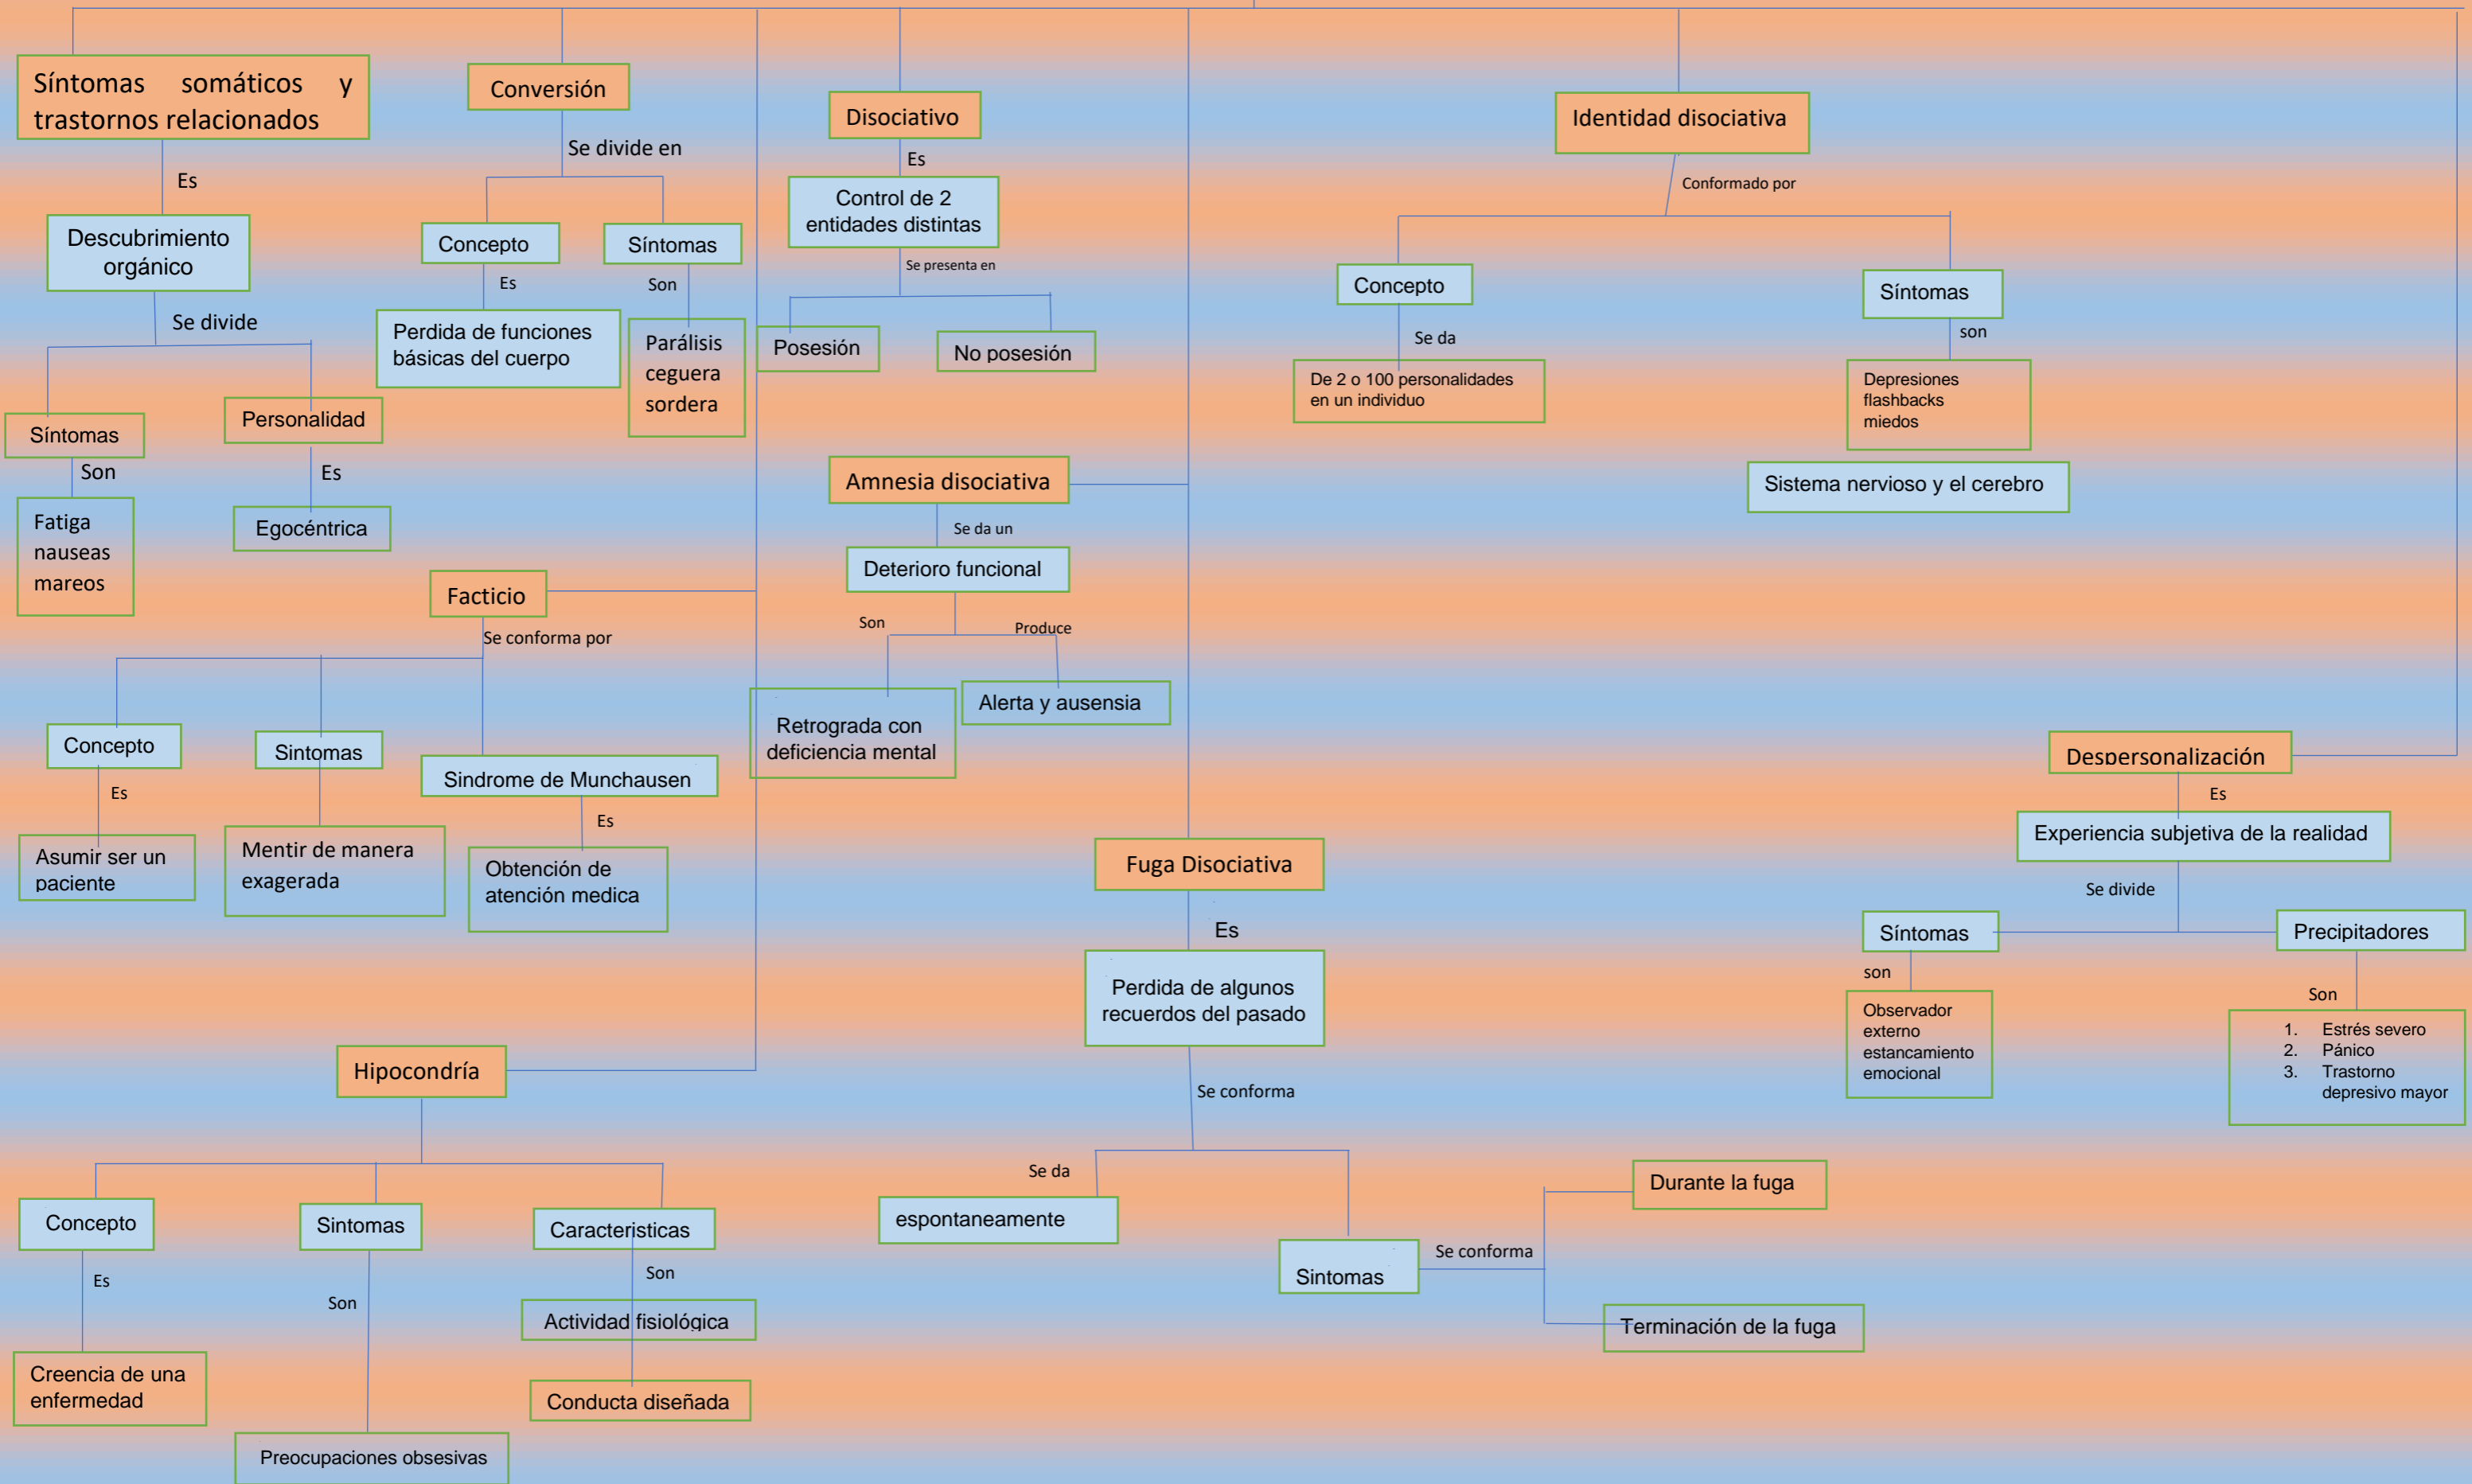 Síntomas somáticos y
trastornos relacionados
Es
Descubrimiento
orgánico
Se divide
Síntomas
Son
Fatiga
nauseas
mareos
Personalidad
Es
Egocéntrica
Conversión
Se divide en
Concepto
Es
Perdida de funciones
básicas del cuerpo
Síntomas
Son
Parálisis
ceguera
sordera
Disociativo
Es
Control de 2
entidades distintas
Se presenta en
Posesión
No posesión
Identidad disociativa
Conformado por
Concepto
Se da
De 2 o 100 personalidades
en un individuo
Síntomas
son
Depresiones
flashbacks
miedos
Sistema nervioso y el cerebro
Amnesia disociativa
Se da un
Deterioro funcional
Son
Produce
Retrograda con
deficiencia mental
Alerta y ausensia
Facticio
Se conforma por
Concepto
Es
Asumir ser un
paciente
Sintomas
Mentir de manera
exagerada
Sindrome de Munchausen
Es
Obtención de
atención medica
Despersonalización
Es
Experiencia subjetiva de la realidad
Se divide
Síntomas
son
Observador
externo
estancamiento
emocional
Precipitadores
Son
1. Estrés severo
2. Pánico
3. Trastorno
depresivo mayor
Fuga Disociativa
Es
Perdida de algunos
recuerdos del pasado
Se conforma
Se da
espontaneamente
Sintomas
Se conforma
Durante la fuga
Terminación de la fuga
Hipocondría
Concepto
Es
Creencia de una
enfermedad
Sintomas
Son
Preocupaciones obsesivas
Caracteristicas
Son
Actividad fisiológica
Conducta diseñada